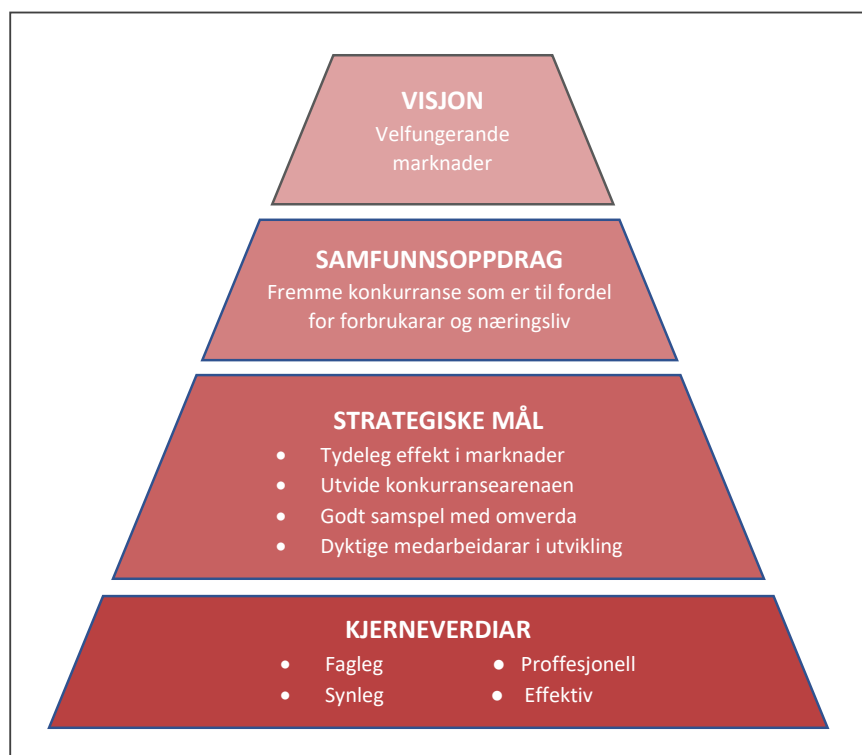 VISJON
Velfungerande
marknader
SAMFUNNSOPPDRAG
Fremme konkurranse som er til fordel
for forbrukarar og næringsliv
STRATEGISKE MÅL
• Tydeleg effekt i marknader
• Utvide konkurransearenaen
• Godt samspel med omverda
• Dyktige medarbeidarar i utvikling
KJERNEVERDIAR
• Fagleg • Proffesjonell
• Synleg • Effektiv